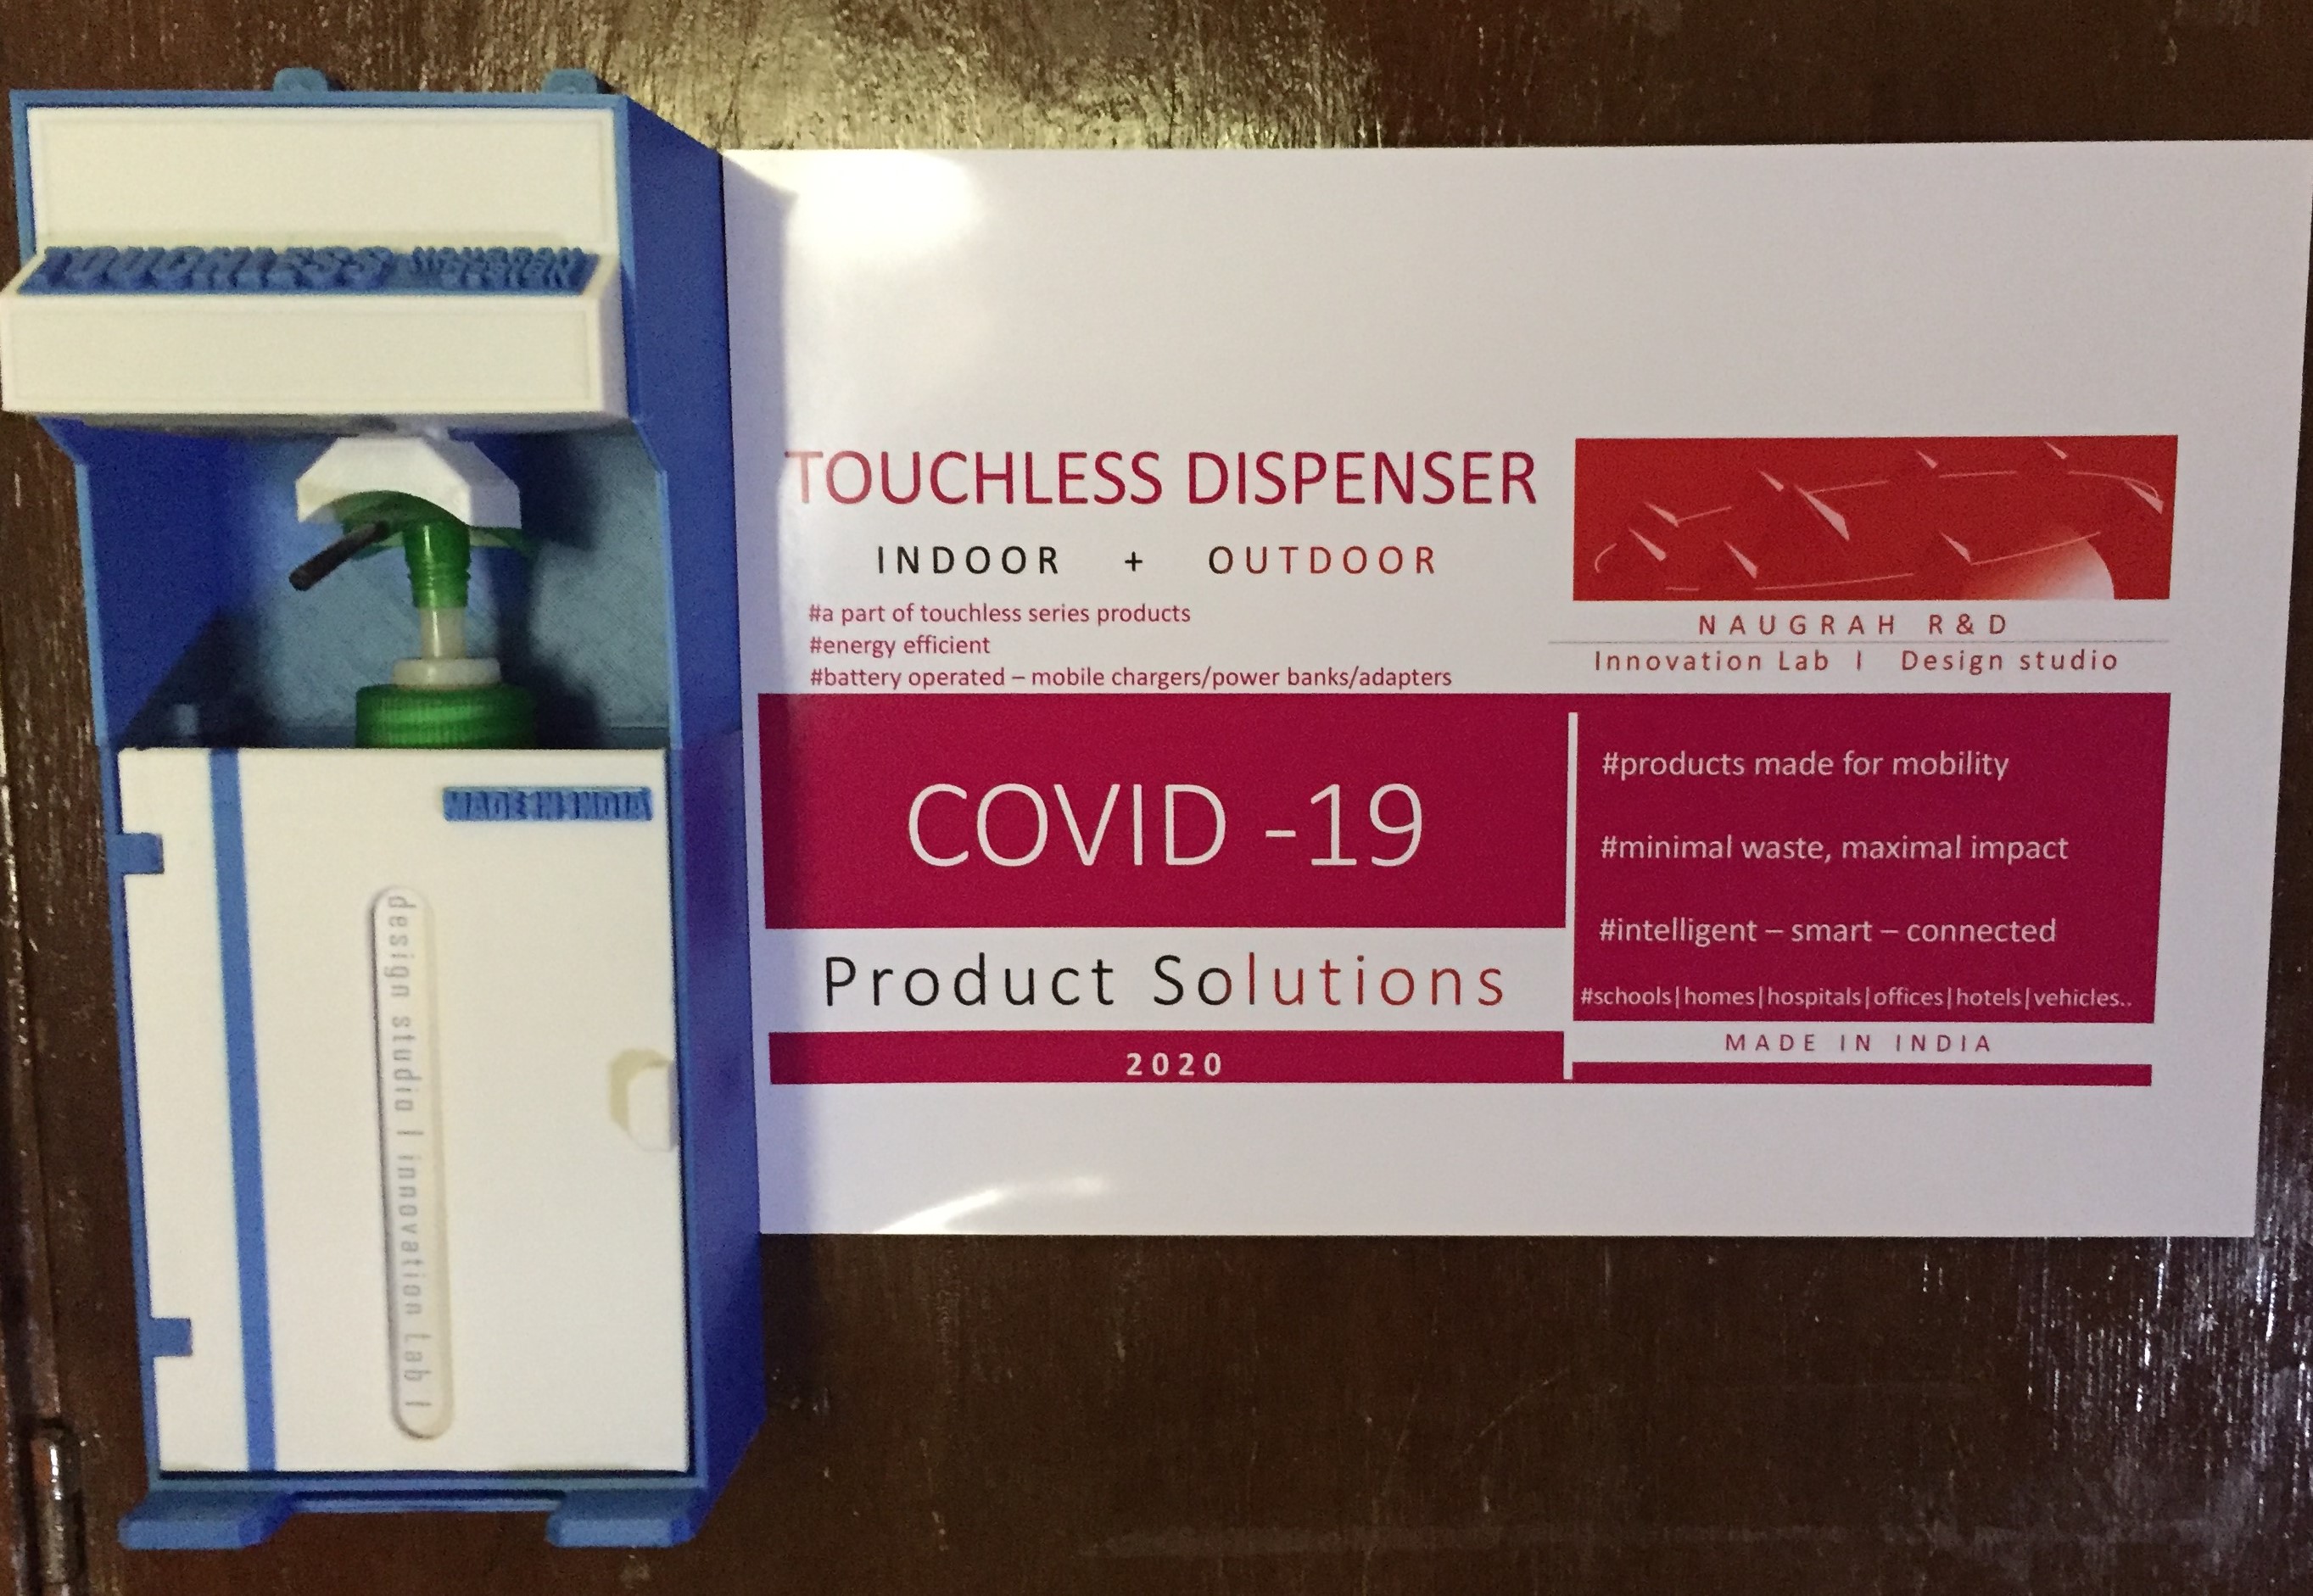 TOUCHLESS NAUGRAH
DESIGN
MADE IN INDIA
design studio | innovation lab |
TOUCHLESS DISPENSER
INDOOR + OUTDOOR
#a part of touchless series products
#energy efficient
#battery operated – mobile chargers/power banks/adapters
COVID -19
Product Solutions
2020
NAUGRAH R&D
Innovation Lab | Design studio
#products made for mobility
#minimal waste, maximal impact
#intelligent – smart – connected
#schools|homes|hospitals|offices|hotels|vehicles..
MADE IN INDIA